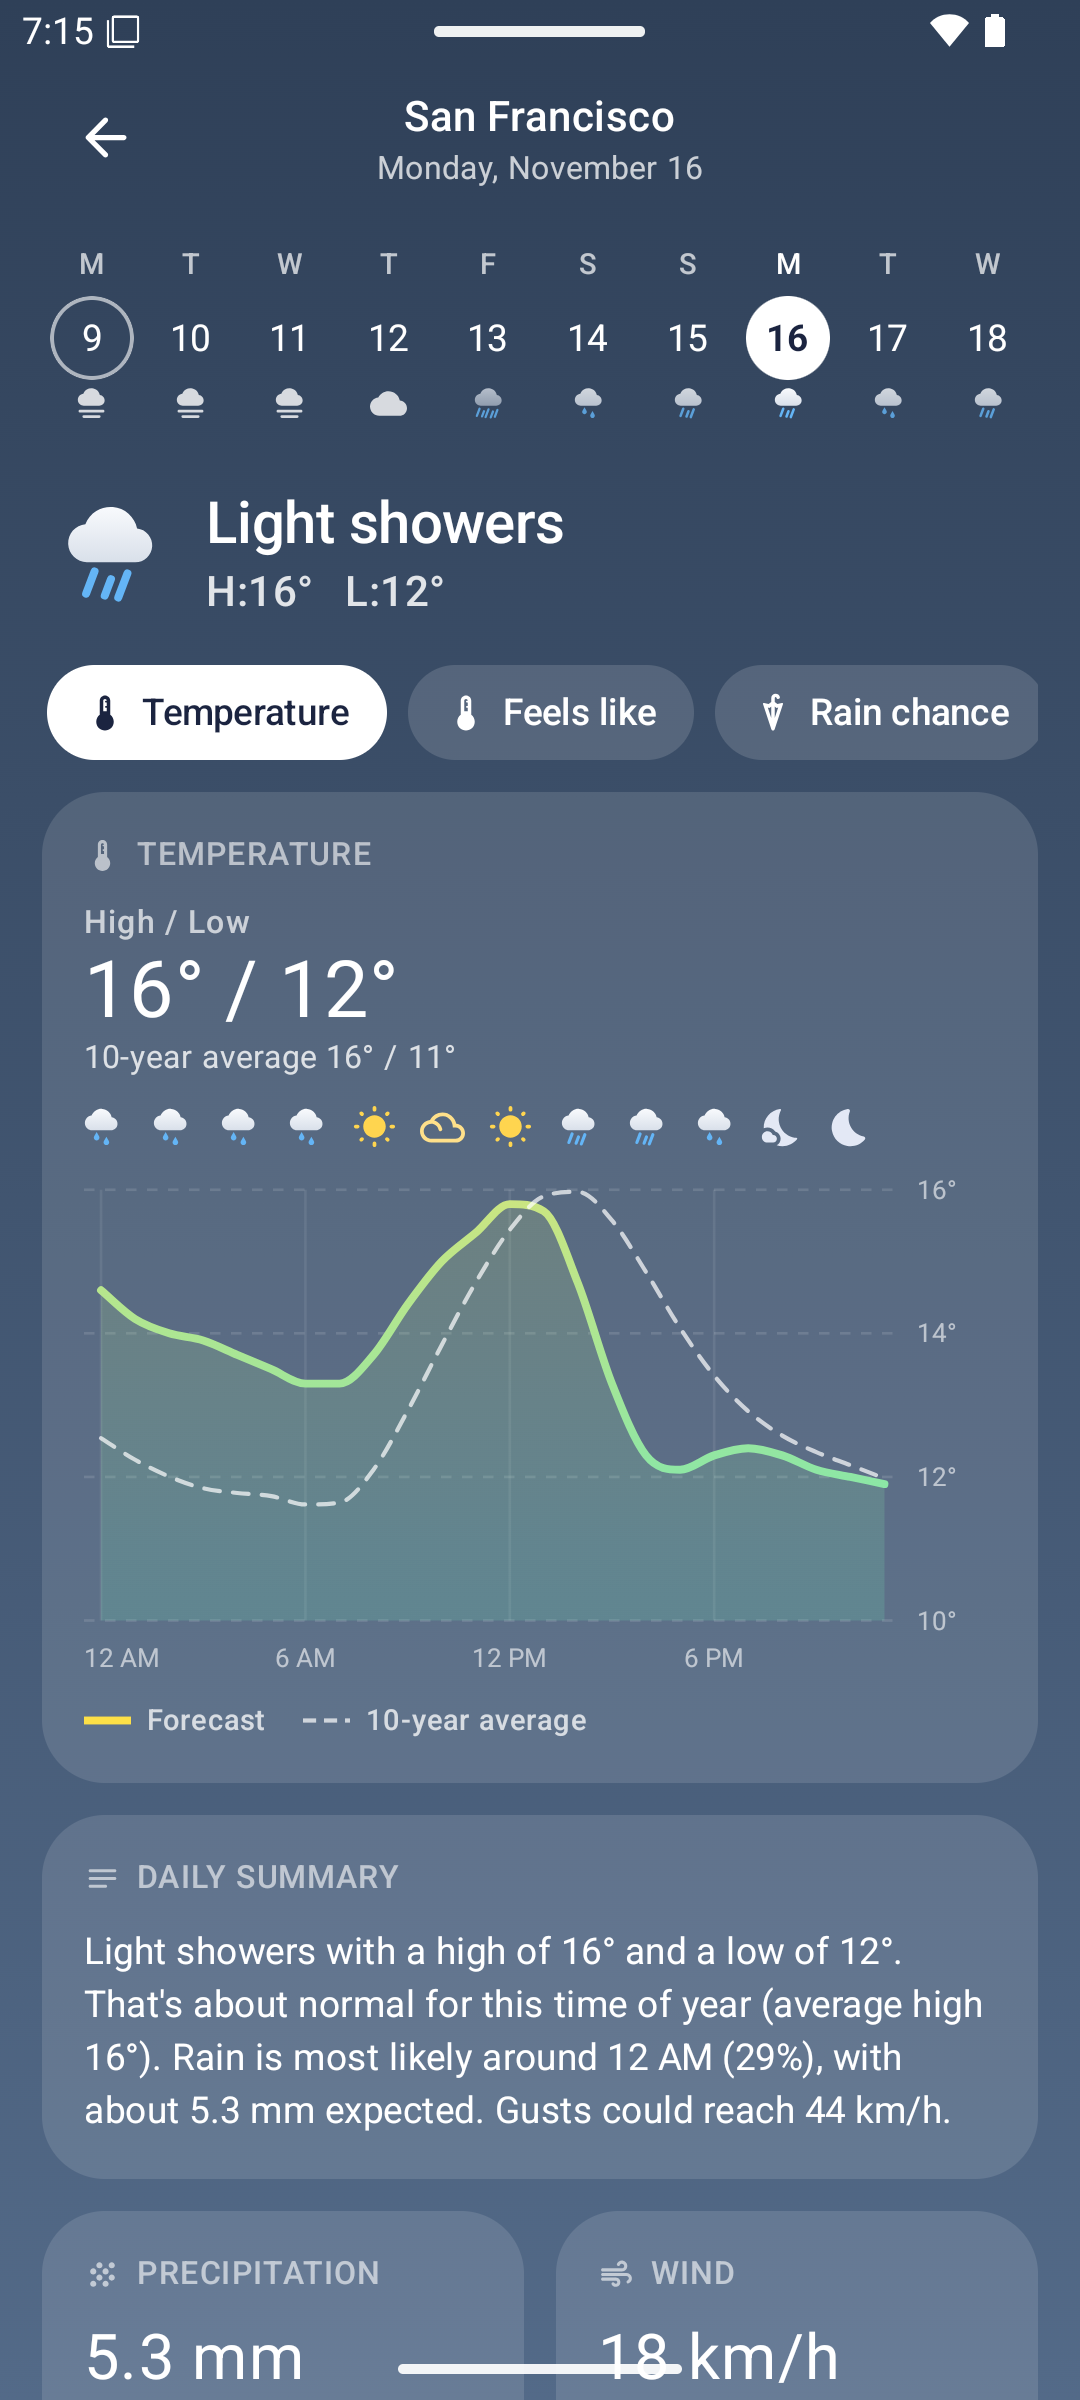 7:15
San Francisco
Monday, November 16
M T W T F S S M T W
9 10 11 12 13 14 15 16 17 18
Light showers
H:16° L:12°
Temperature Feels like Rain chance
TEMPERATURE
High / Low
16° / 12°
10-year average 16° / 11°
16°
14°
12°
10°
12 AM 6 AM 12 PM 6 PM
Forecast 10-year average
DAILY SUMMARY
Light showers with a high of 16° and a low of 12°.
That's about normal for this time of year (average high
16°). Rain is most likely around 12 AM (29%), with
about 5.3 mm expected. Gusts could reach 44 km/h.
PRECIPITATION WIND
5.3 mm 18 km/h